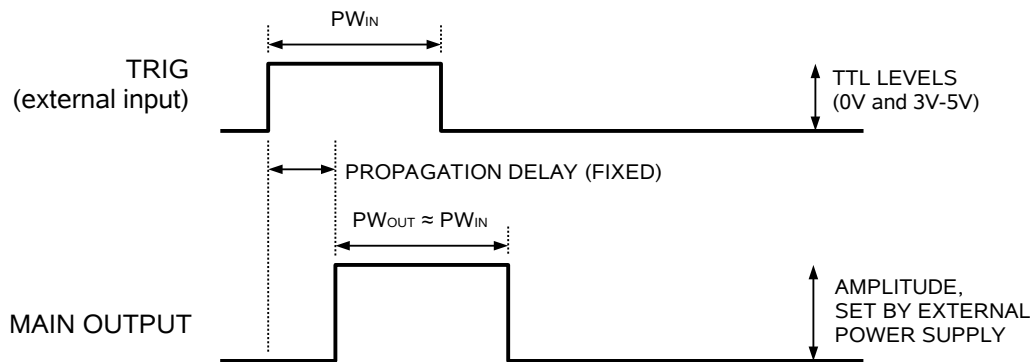 PWIN
TRIG
(external input)
TTL LEVELS
(0V and 3V-5V)
PROPAGATION DELAY (FIXED)
PWOUT ≈ PWIN
MAIN OUTPUT
AMPLITUDE,
SET BY EXTERNAL
POWER SUPPLY